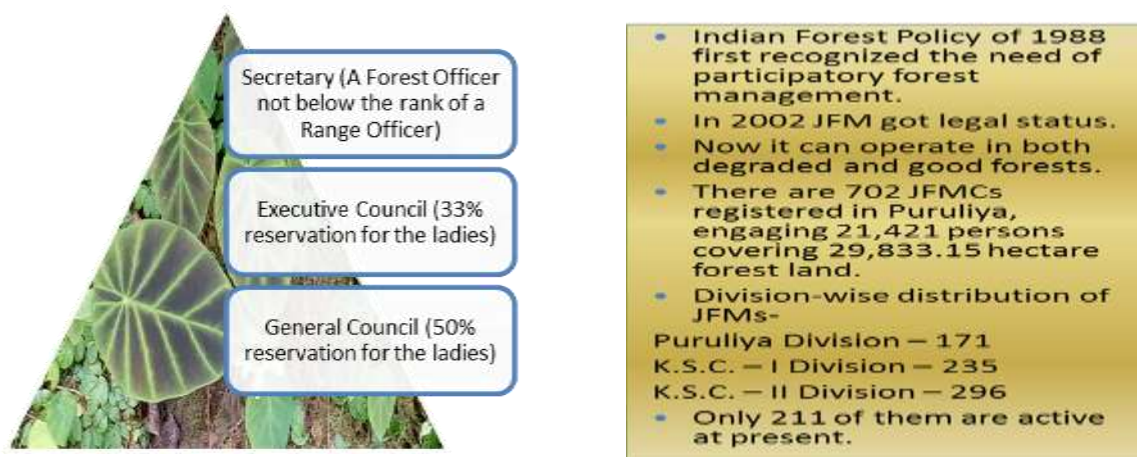 Secretary (A Forest Officer
not below the rank of a
Range Officer)
Executive Council (33%
reservation for the ladies)
General Council (50%
reservation for the ladies)
• Indian Forest Policy of 1988
first recognized the need of
participatory forest
management.
• In 2002 JFM got legal status.
• Now it can operate in both
degraded and good forests.
• There are 702 JFMCs
registered in Puruliya,
engaging 21,421 persons
covering 29,833.15 hectare
forest land.
• Division-wise distribution of
JFMs-
Puruliya Division – 171
K.S.C. – I Division – 235
K.S.C. – II Division – 296
• Only 211 of them are active
at present.